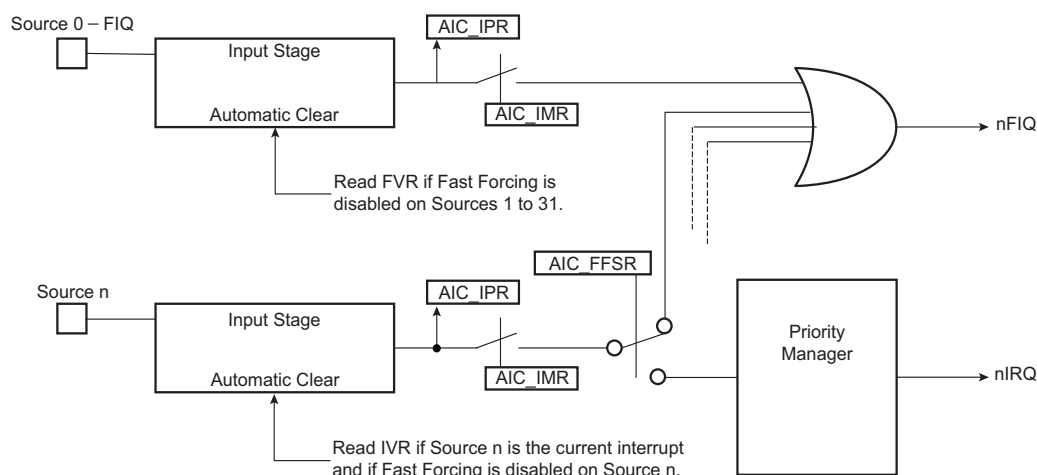 Source 0 – FIQ
AIC_IPR
Input Stage
Automatic Clear
AIC_IMR
nFIQ
Read FVR if Fast Forcing is
disabled on Sources 1 to 31.
AIC_FFSR
Source n
AIC_IPR
Input Stage
Priority
Manager
Automatic Clear
AIC_IMR
nIRQ
Read IVR if Source n is the current interrupt
and if Fast Forcing is disabled on Source n.